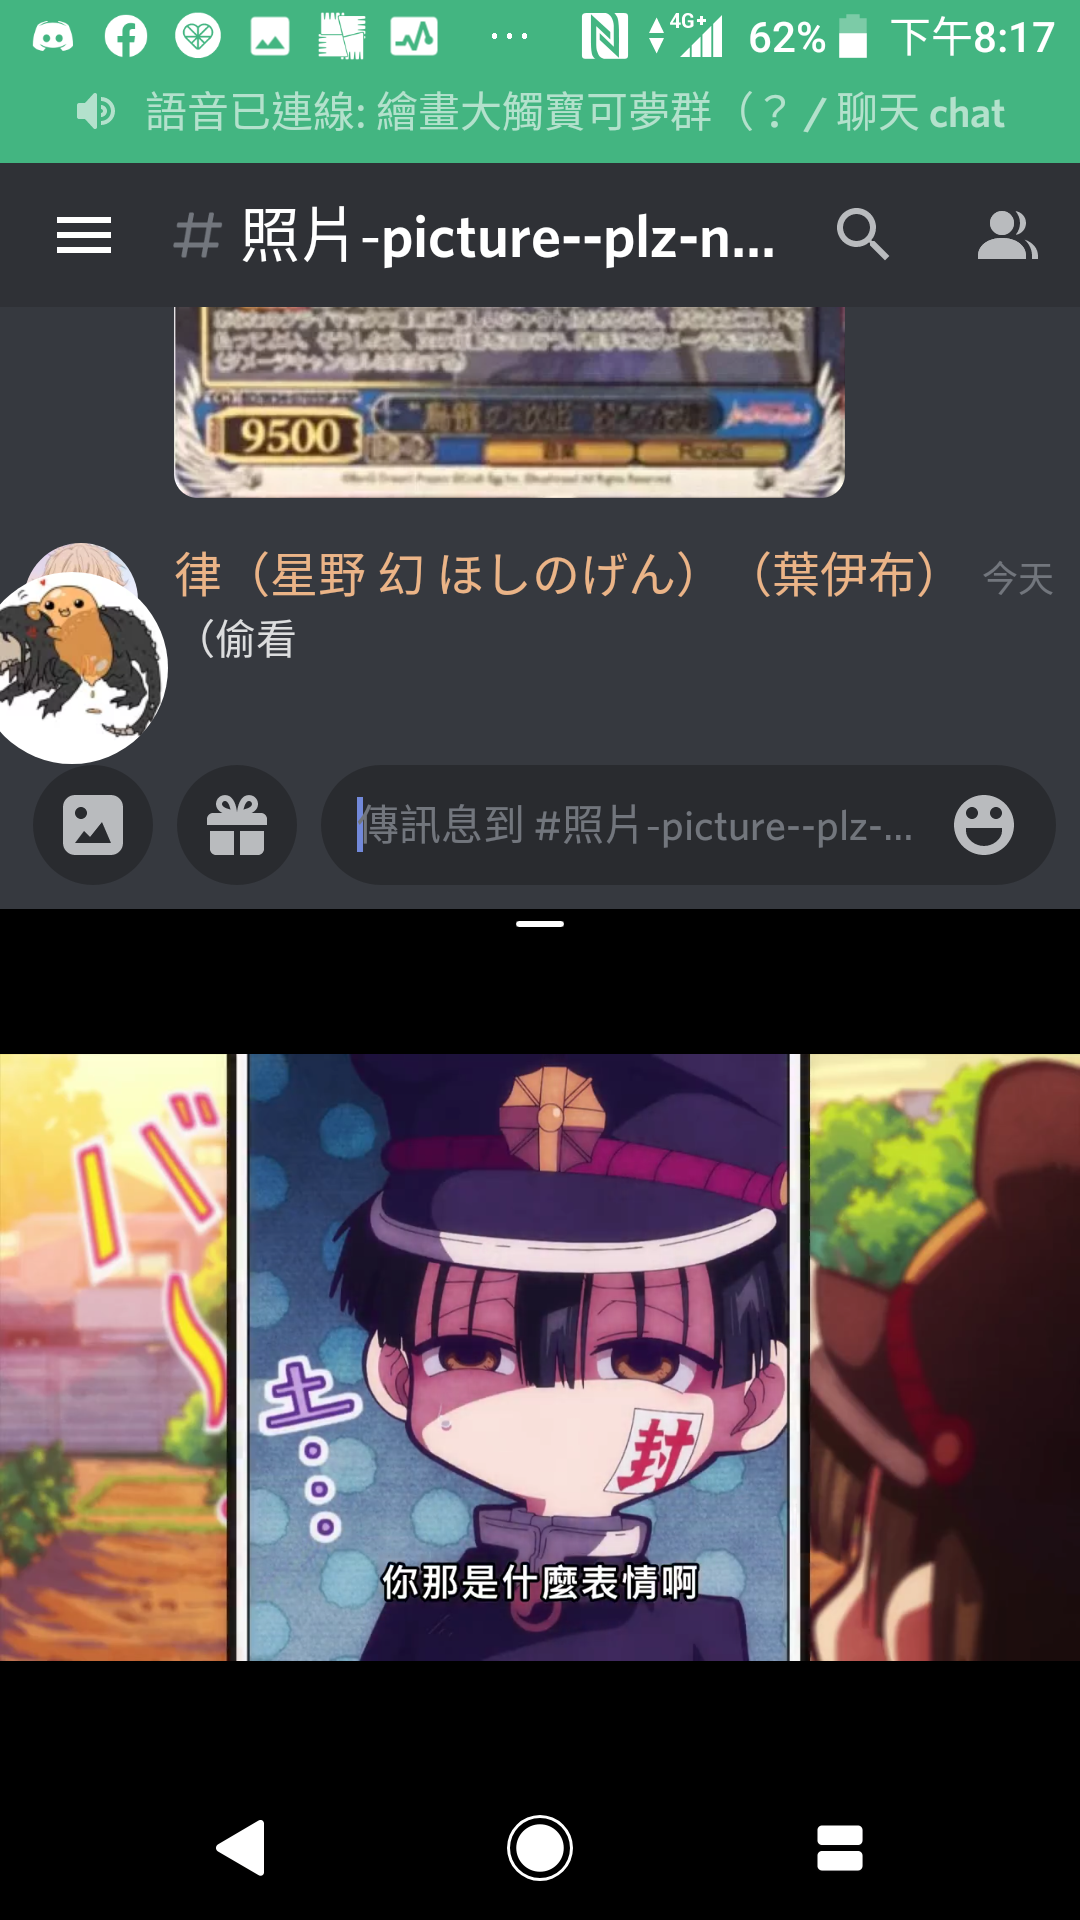 4G+ 62% 下午8:17
語音已連線: 繪畫大觸寶可夢群（？ / 聊天 chat
# 照片-picture--plz-n...
9500
律（星野 幻 ほしのげん）（葉伊布） 今天
（偷看
傳訊息到 #照片-picture--plz-...
バ
土
封
你那是什麼表情啊